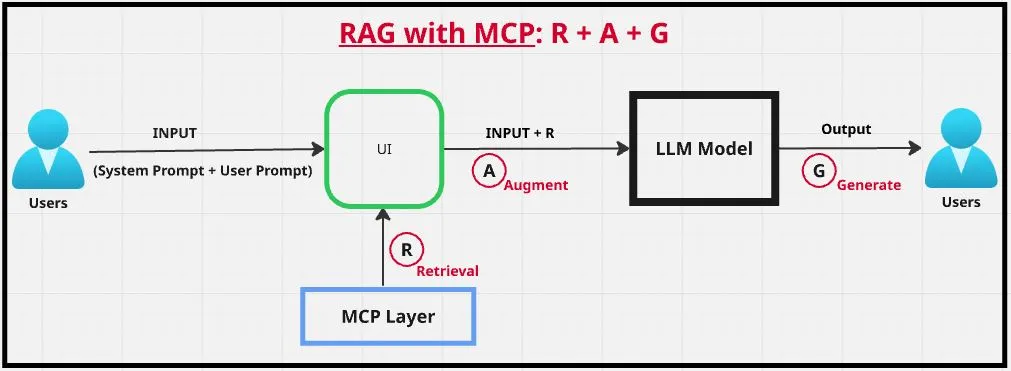 RAG with MCP: R + A + G
INPUT
(System Prompt + User Prompt)
Users
UI
INPUT + R
A
Augment
LLM Model
Output
G
Generate
Users
R
Retrieval
MCP Layer